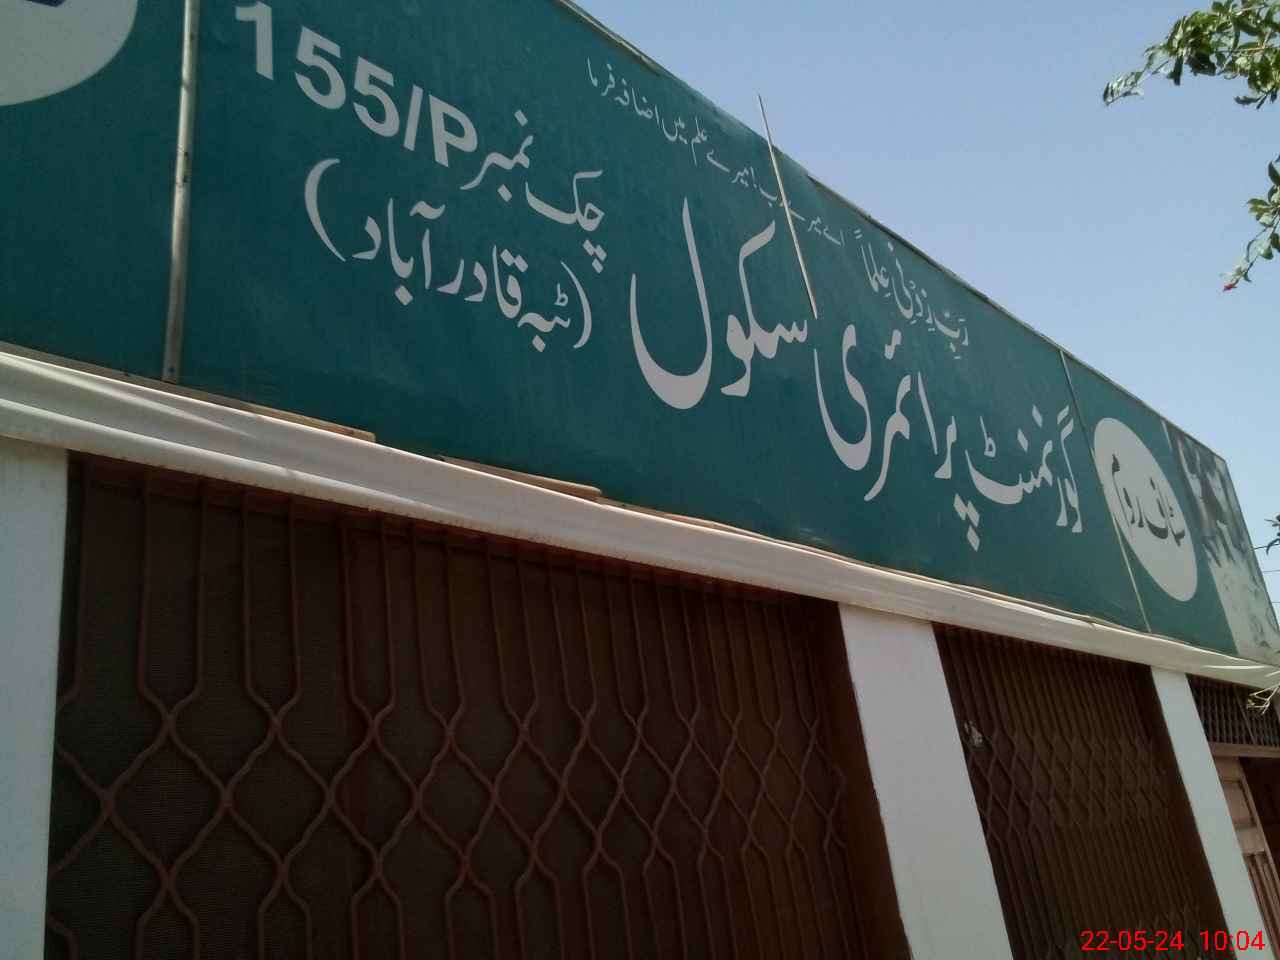 رَبِّ زِدْنِی عِلْماً اے میرے رب! میرے علم میں اضافہ فرما
گورنمنٹ پرائمری سکول
چک نمبر 155/P
(ٹبہ قادر آباد)
سٹاف روم
22-05-24 10:04